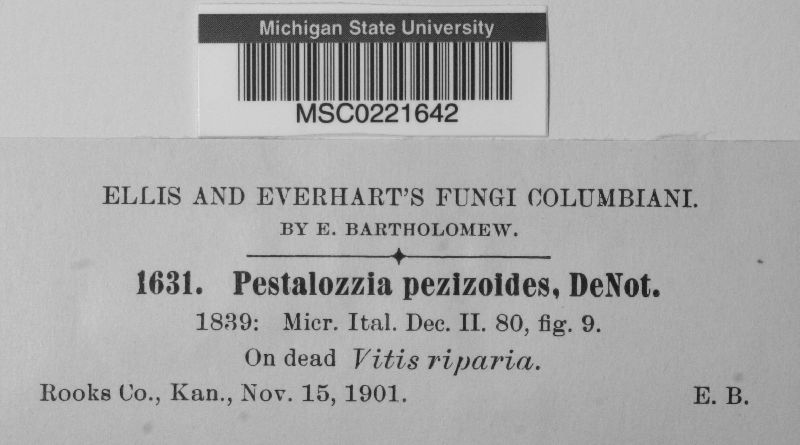 Michigan State University
MSC0221642
ELLIS AND EVERHART'S FUNGI COLUMBIANI.
BY E. BARTHOLOMEW.
1631. Pestalozzia pezizoides, DeNot.
1839: Micr. Ital. Dec. II. 80, fig. 9.
On dead Vitis riparia.
Rooks Co., Kan., Nov. 15, 1901. E. B.